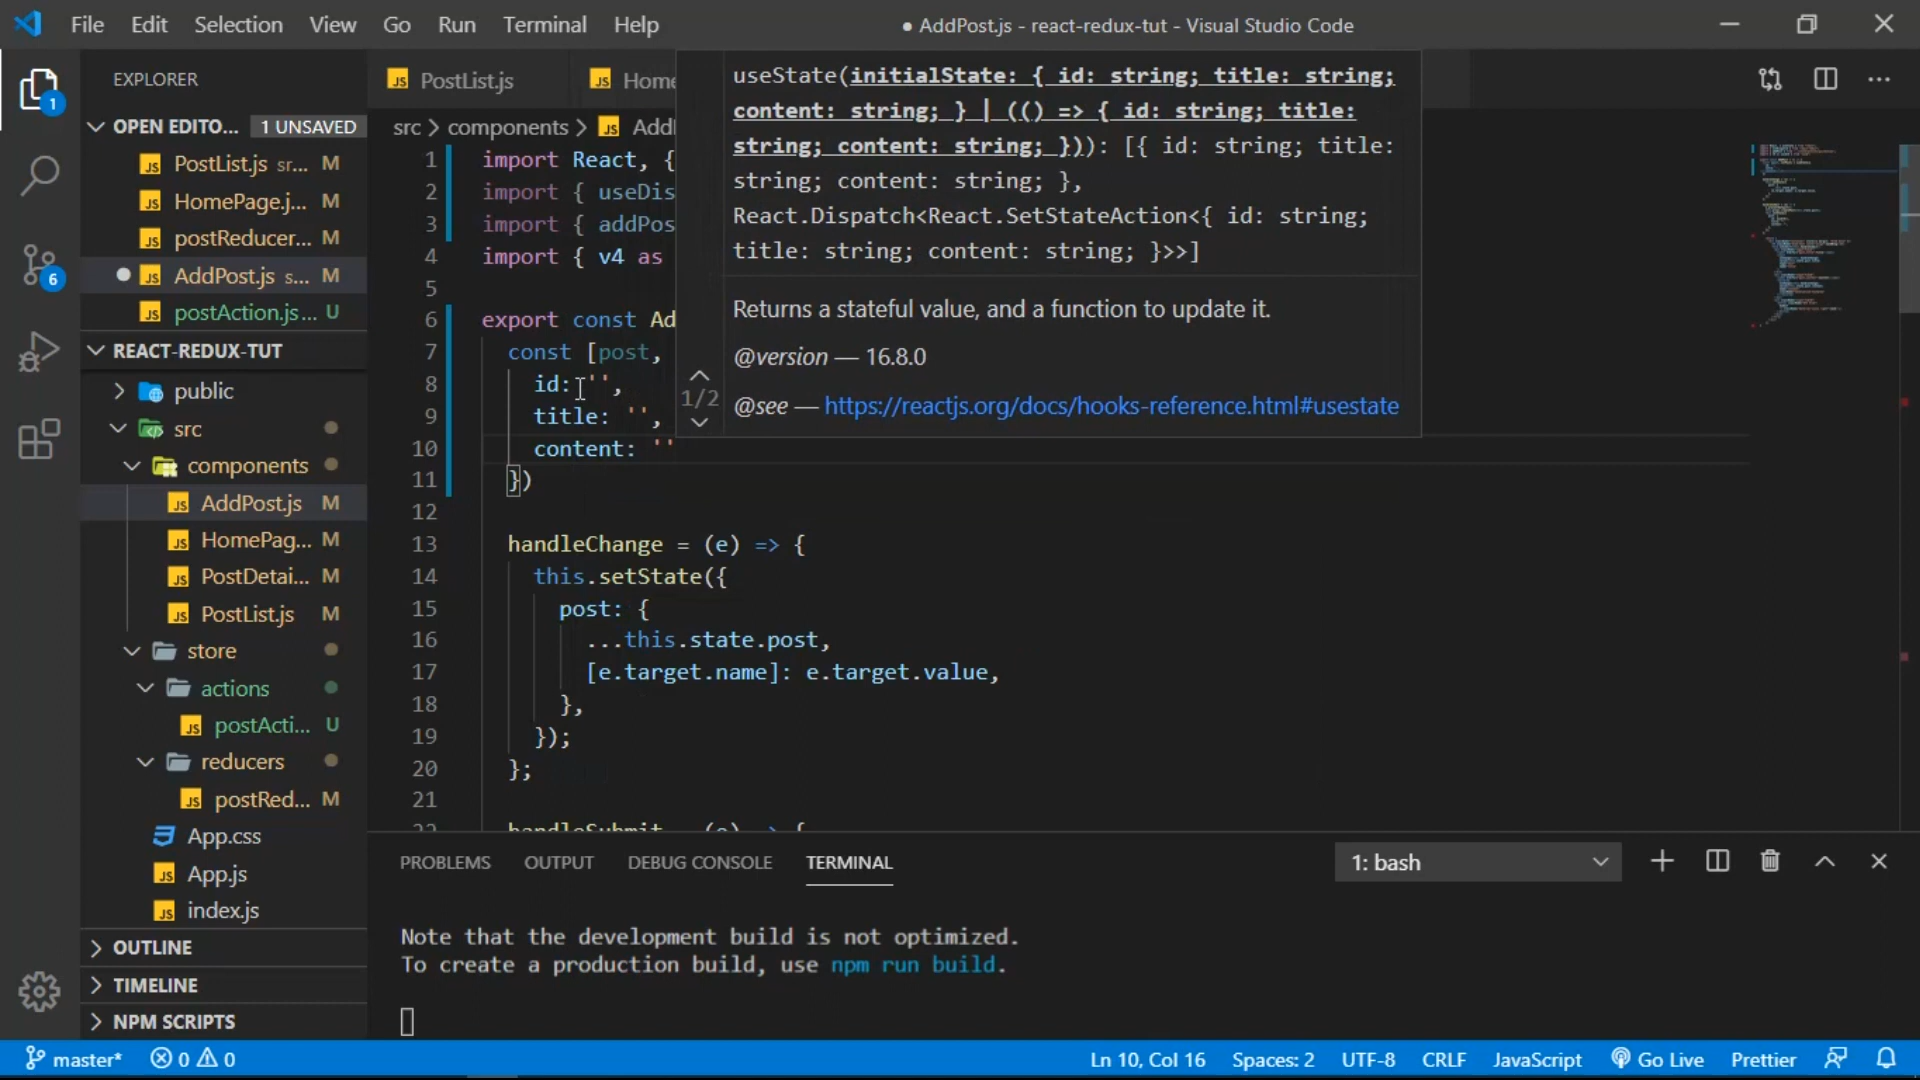 File Edit Selection View Go Run Terminal Help
● AddPost.js - react-redux-tut - Visual Studio Code
EXPLORER
OPEN EDITO... 1 UNSAVED
PostList.js sr... M
HomePage.j... M
postReducer... M
AddPost.js s... M
postAction.js... U
REACT-REDUX-TUT
public
src
components
AddPost.js M
HomePag... M
PostDetai... M
PostList.js M
store
actions
postActi... U
reducers
postRed... M
App.css
App.js
index.js
OUTLINE
TIMELINE
NPM SCRIPTS
1
6
PostList.js Home
src > components > Add
1 import React, {
2 import { useDis
3 import { addPos
4 import { v4 as
5
6 export const Ad
7 const [post,
8 id: '',
9 title: '',
10 content: ''
11 })
12
13 handleChange = (e) => {
14 this.setState({
15 post: {
16 ...this.state.post,
17 [e.target.name]: e.target.value,
18 },
19 });
20 };
21
22 handleSubmit = (e) => {
useState(initialState: { id: string; title: string;
content: string; } | (() => { id: string; title:
string; content: string; })): [{ id: string; title:
string; content: string; },
React.Dispatch<React.SetStateAction<{ id: string;
title: string; content: string; }>>]
Returns a stateful value, and a function to update it.
@version — 16.8.0
1/2
@see — https://reactjs.org/docs/hooks-reference.html#usestate
PROBLEMS OUTPUT DEBUG CONSOLE TERMINAL
1: bash
Note that the development build is not optimized.
To create a production build, use npm run build.
master* 0 0
Ln 10, Col 16 Spaces: 2 UTF-8 CRLF JavaScript Go Live Prettier